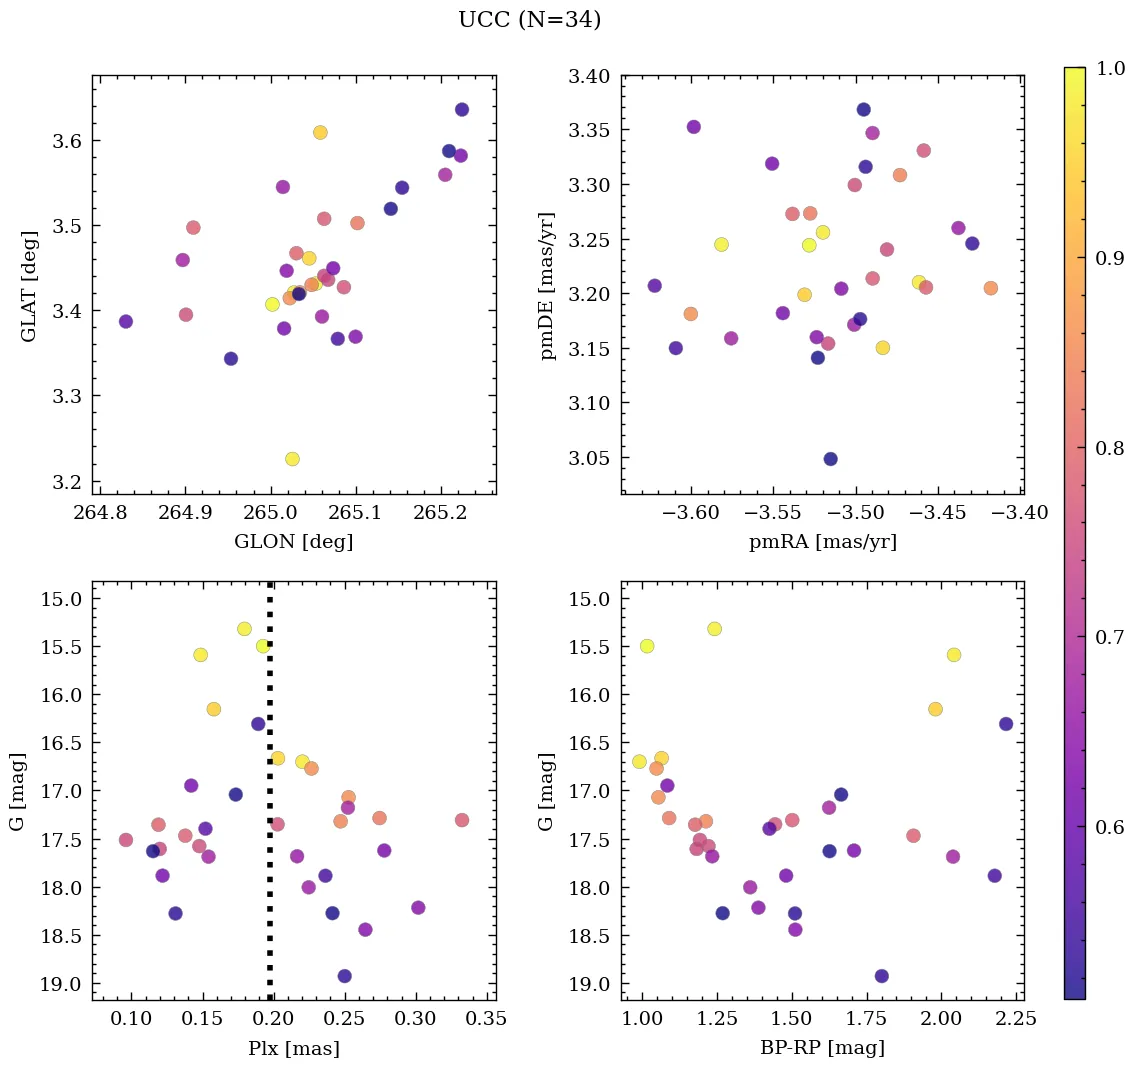 UCC (N=34)
3.6
3.5
3.4
3.3
3.2
GLAT [deg]
264.8 264.9 265.0 265.1 265.2
GLON [deg]
3.40
3.35
3.30
3.25
3.20
3.15
3.10
3.05
pmDE [mas/yr]
−3.60 −3.55 −3.50 −3.45 −3.40
pmRA [mas/yr]
1.0
0.9
0.8
0.7
0.6
15.0
15.5
16.0
16.5
17.0
17.5
18.0
18.5
19.0
G [mag]
0.10 0.15 0.20 0.25 0.30 0.35
Plx [mas]
15.0
15.5
16.0
16.5
17.0
17.5
18.0
18.5
19.0
G [mag]
1.00 1.25 1.50 1.75 2.00 2.25
BP-RP [mag]